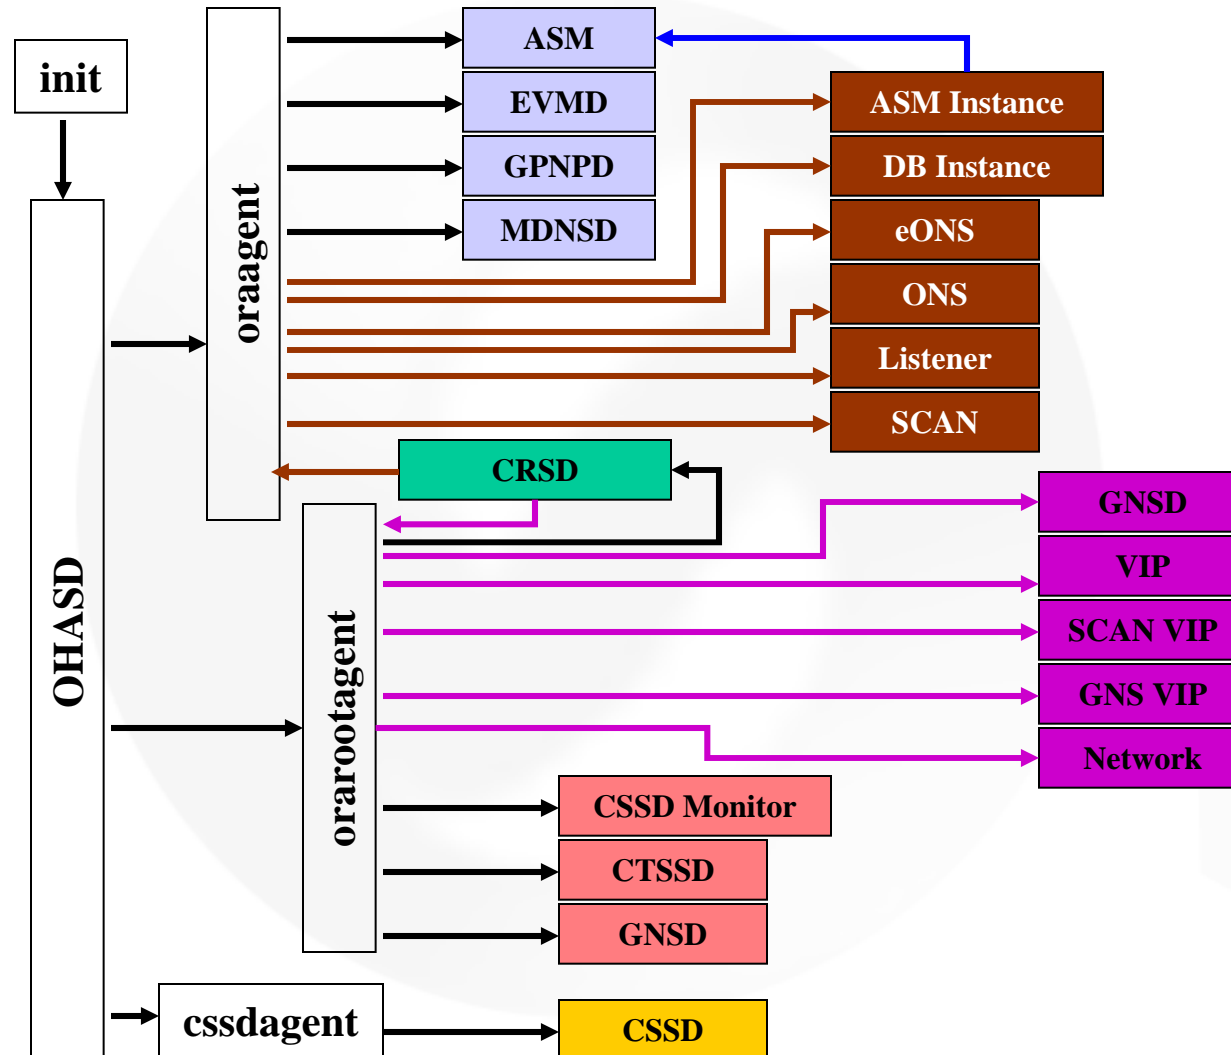 init
OHASD
oraagent
ASM
EVMD
GPNPD
MDNSD
ASM Instance
DB Instance
eONS
ONS
Listener
SCAN
CRSD
orarootagent
GNSD
VIP
SCAN VIP
GNS VIP
Network
CSSD Monitor
CTSSD
GNSD
cssdagent
CSSD